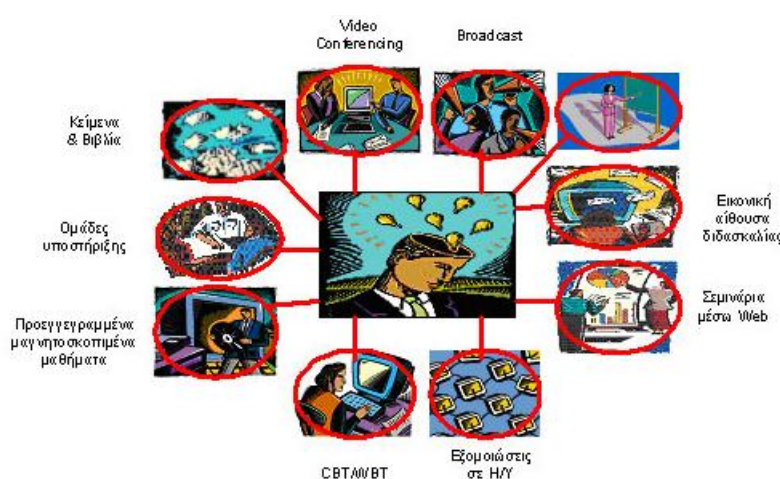 Video
Conferencing
Broadcast
Κείμενα
& Βιβλία
Ομάδες
υποστήριξης
Εικονική
αίθουσα
διδασκαλίας
Προεγγεγραμμένα
μαγνητοσκοπιμένα
μαθήματα
Σεμινάρια
μέσω Web
CBT/WBT
Εξομοιώσεις
σε Η/Υ